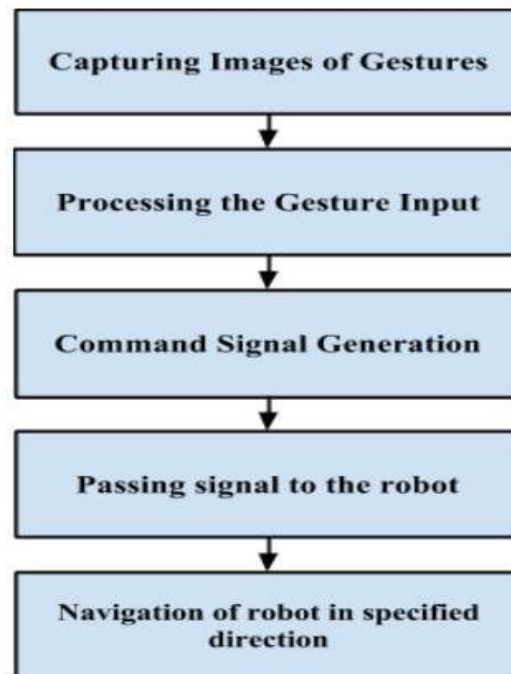 Capturing Images of Gestures
Processing the Gesture Input
Command Signal Generation
Passing signal to the robot
Navigation of robot in specified
direction